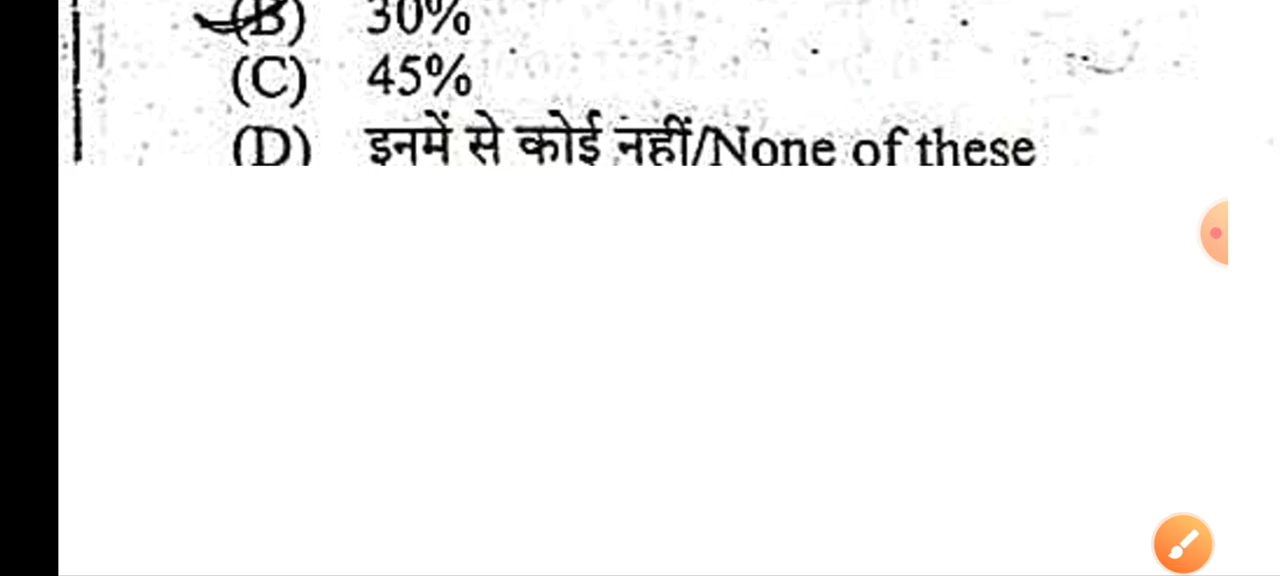 (B) 30%
(C) 45%
(D) इनमें से कोई नहीं/None of these